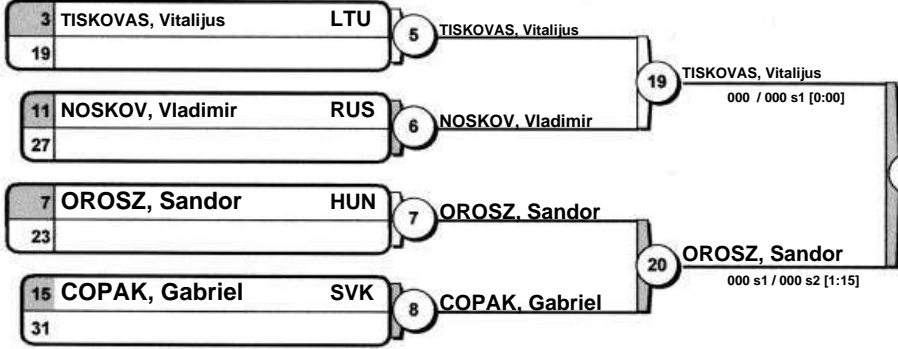 3 TISKOVAS, Vitalijus LTU
19
5 TISKOVAS, Vitalijus
11 NOSKOV, Vladimir RUS
27
6 NOSKOV, Vladimir
19 TISKOVAS, Vitalijus
000 / 000 s1 [0:00]
7 OROSZ, Sandor HUN
23
7 OROSZ, Sandor
15 COPAK, Gabriel SVK
31
8 COPAK, Gabriel
20 OROSZ, Sandor
000 s1 / 000 s2 [1:15]